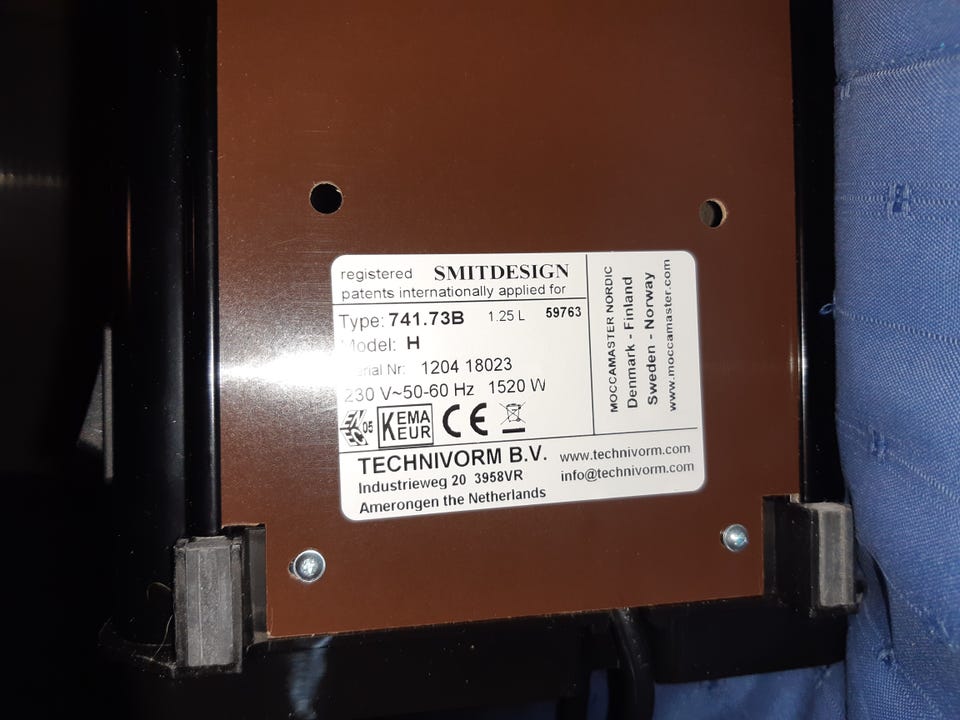 registered SMITDESIGN
patents internationally applied for
Type: 741.73B 1.25 L 59763
Model: H
Nr: 1204 18023
230 V~50-60 Hz 1520 W
05 KEMA KEUR CE
TECHNIVORM B.V. www.technivorm.com
Industrieweg 20 3958VR info@technivorm.com
Amerongen the Netherlands
MOCCAMASTER NORDIC
Denmark - Finland
Sweden - Norway
www.moccamaster.com